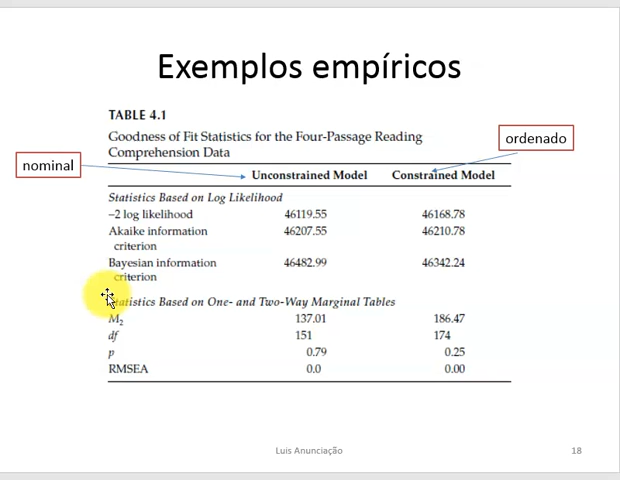 Exemplos empíricos
TABLE 4.1
Goodness of Fit Statistics for the Four-Passage Reading
Comprehension Data
ordenado
nominal
Unconstrained Model Constrained Model
Statistics Based on Log Likelihood
−2 log likelihood 46119.55 46168.78
Akaike information 46207.55 46210.78
criterion
Bayesian information 46482.99 46342.24
criterion
Statistics Based on One- and Two-Way Marginal Tables
M2 137.01 186.47
df 151 174
p 0.79 0.25
RMSEA 0.0 0.00
Luis Anunciação 18